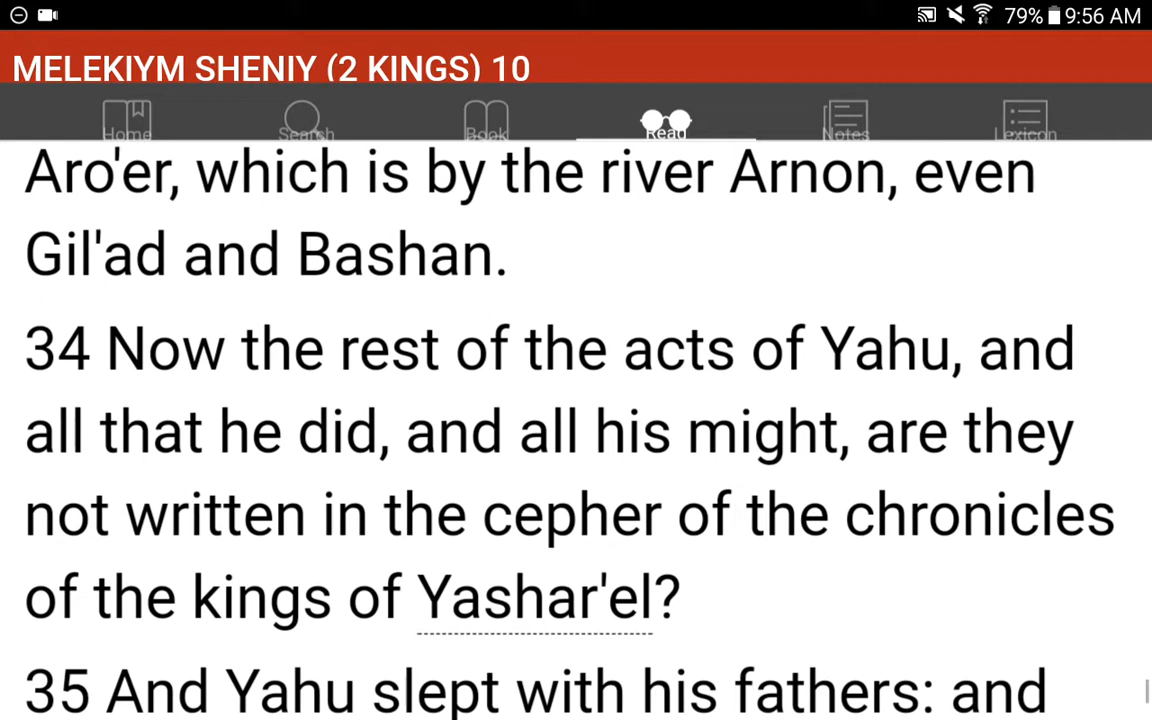 79% 9:56 AM
MELEKIYM SHENIY (2 KINGS) 10
Home Search Book Read Notes Lexicon
Aro'er, which is by the river Arnon, even
Gil'ad and Bashan.
34 Now the rest of the acts of Yahu, and
all that he did, and all his might, are they
not written in the cepher of the chronicles
of the kings of Yashar'el?
35 And Yahu slept with his fathers: and